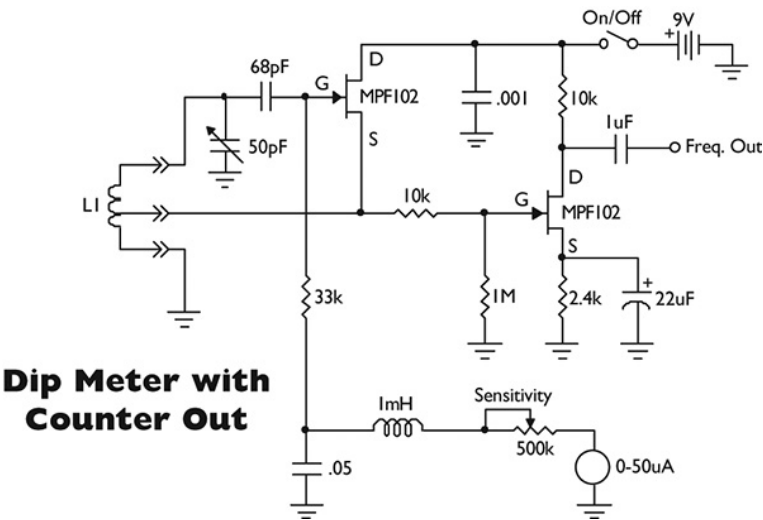 On/Off
9V
+
68pF
D
G
MPF102
.001
10k
1uF
Freq. Out
50pF
S
D
10k
G
MPF102
L1
S
33k
1M
2.4k
+
22uF
Dip Meter with
Counter Out
1mH
Sensitivity
500k
0-50uA
.05